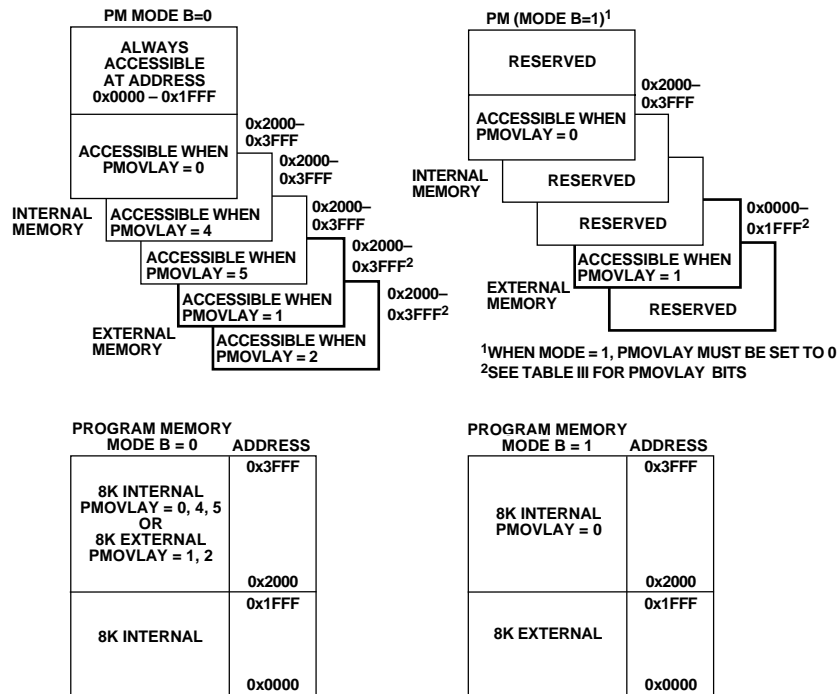 PM MODE B=0
ALWAYS
ACCESSIBLE
AT ADDRESS
0x0000 – 0x1FFF
ACCESSIBLE WHEN
PMOVLAY = 0
0x2000–
0x3FFF
INTERNAL
MEMORY
ACCESSIBLE WHEN
PMOVLAY = 4
0x2000–
0x3FFF
ACCESSIBLE WHEN
PMOVLAY = 5
0x2000–
0x3FFF
EXTERNAL
MEMORY
ACCESSIBLE WHEN
PMOVLAY = 1
0x2000–
0x3FFF²
ACCESSIBLE WHEN
PMOVLAY = 2
0x2000–
0x3FFF²
PM (MODE B=1)¹
RESERVED
ACCESSIBLE WHEN
PMOVLAY = 0
0x2000–
0x3FFF
INTERNAL
MEMORY
RESERVED
RESERVED
EXTERNAL
MEMORY
ACCESSIBLE WHEN
PMOVLAY = 1
0x0000–
0x1FFF²
RESERVED
¹WHEN MODE = 1, PMOVLAY MUST BE SET TO 0
²SEE TABLE III FOR PMOVLAY BITS
PROGRAM MEMORY
MODE B = 0 ADDRESS
8K INTERNAL
PMOVLAY = 0, 4, 5
OR
8K EXTERNAL
PMOVLAY = 1, 2
0x3FFF
0x2000
8K INTERNAL
0x1FFF
0x0000
PROGRAM MEMORY
MODE B = 1 ADDRESS
8K INTERNAL
PMOVLAY = 0
0x3FFF
0x2000
8K EXTERNAL
0x1FFF
0x0000